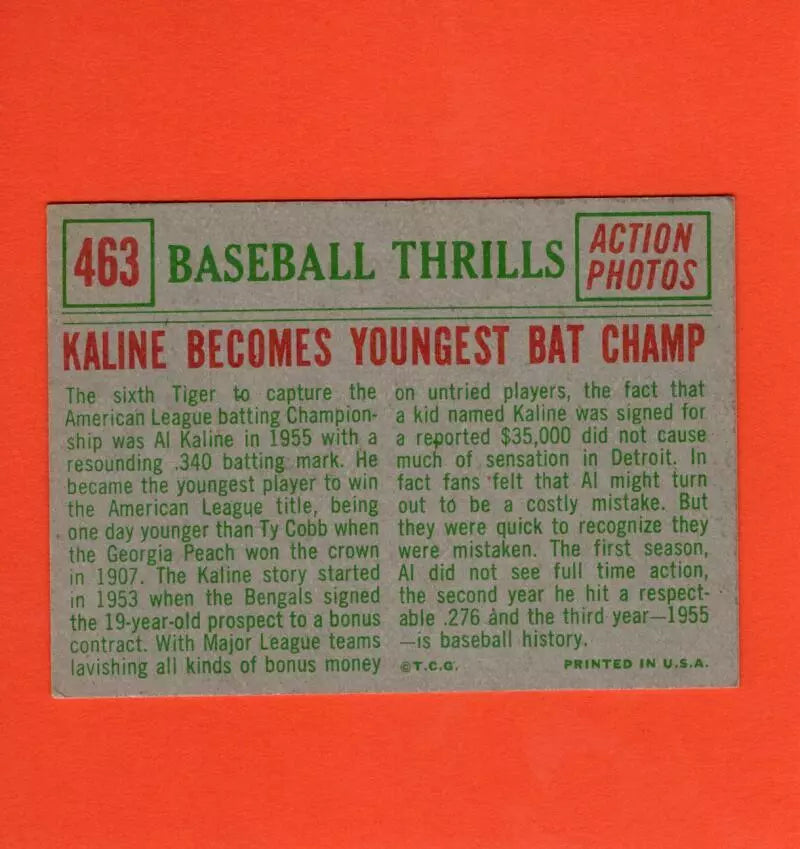 463
BASEBALL THRILLS
ACTION
PHOTOS
KALINE BECOMES YOUNGEST BAT CHAMP
The sixth Tiger to capture the
American League batting Champion-
ship was Al Kaline in 1955 with a
resounding .340 batting mark. He
became the youngest player to win
the American League title, being
one day younger than Ty Cobb when
the Georgia Peach won the crown
in 1907. The Kaline story started
in 1953 when the Bengals signed
the 19-year-old prospect to a bonus
contract. With Major League teams
lavishing all kinds of bonus money
on untried players, the fact that
a kid named Kaline was signed for
a reported $35,000 did not cause
much of sensation in Detroit. In
fact fans felt that Al might turn
out to be a costly mistake. But
they were quick to recognize they
were mistaken. The first season,
Al did not see full time action,
the second year he hit a respect-
able .276 and the third year—1955
—is baseball history.
©T.C.G.
PRINTED IN U.S.A.